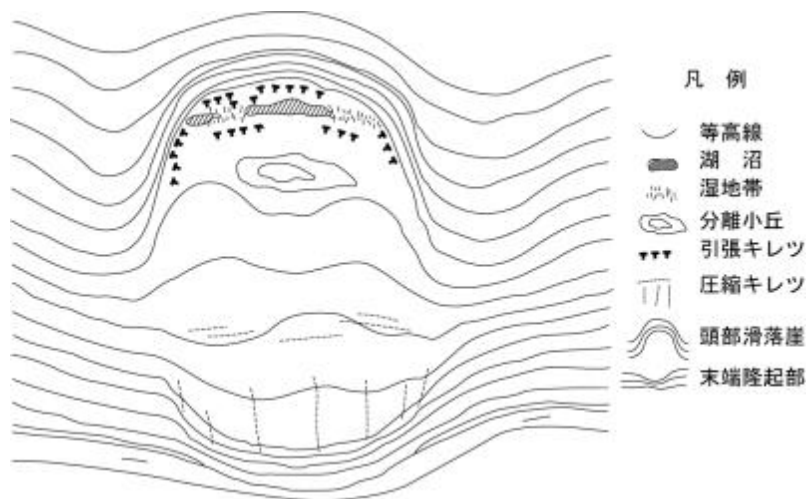 凡 例
等高線
湖 沼
湿地帯
分離小丘
引張キレツ
圧縮キレツ
頭部滑落崖
末端隆起部